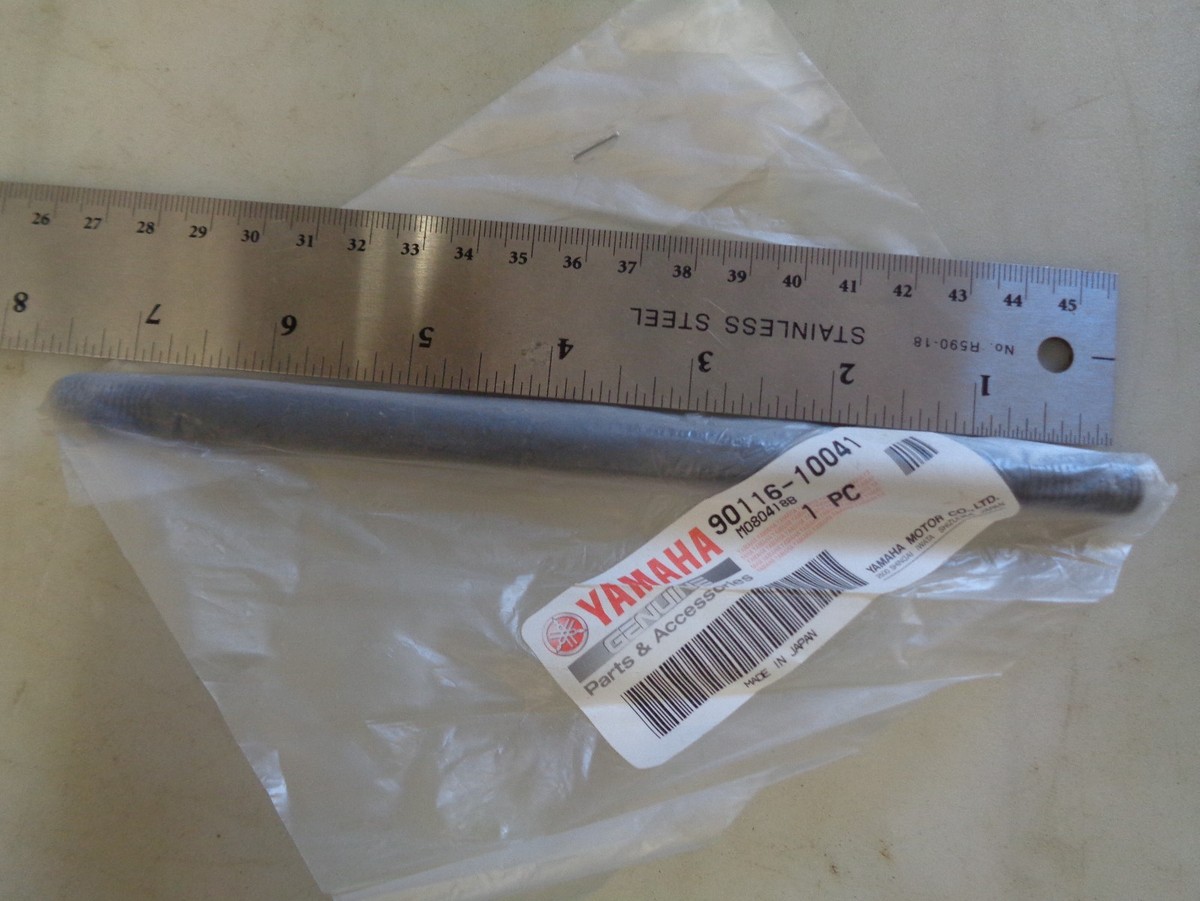 26 27 28 29 30 31 32 33 34 35 36 37 38 39 40 41 42 43 44 45
8 7 6 5 4 3 2 1
STAINLESS STEEL
No. R590-18
90116-10041
M080418B
1 PC
YAMAHA
GENUINE
Parts & Accessories
YAMAHA MOTOR CO., LTD.
MADE IN JAPAN